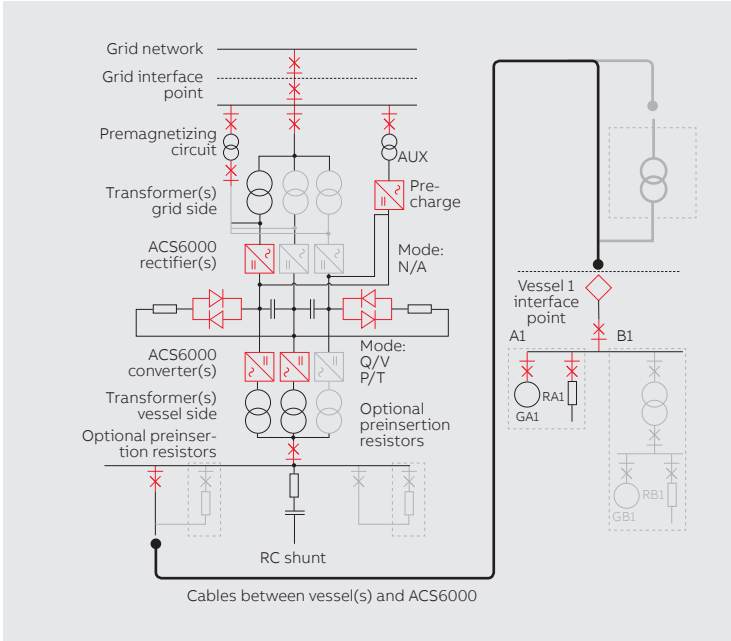 Grid network
Grid interface
point
Premagnetizing
circuit
AUX
Transformer(s)
grid side
Pre-
charge
ACS6000
rectifier(s)
Mode:
N/A
Vessel 1
interface
point
A1
B1
ACS6000
converter(s)
Mode:
Q/V
P/T
Transformer(s)
vessel side
RA1
GA1
Optional
preinsertion
resistors
Optional preinser-
tion resistors
RB1
GB1
RC shunt
Cables between vessel(s) and ACS6000